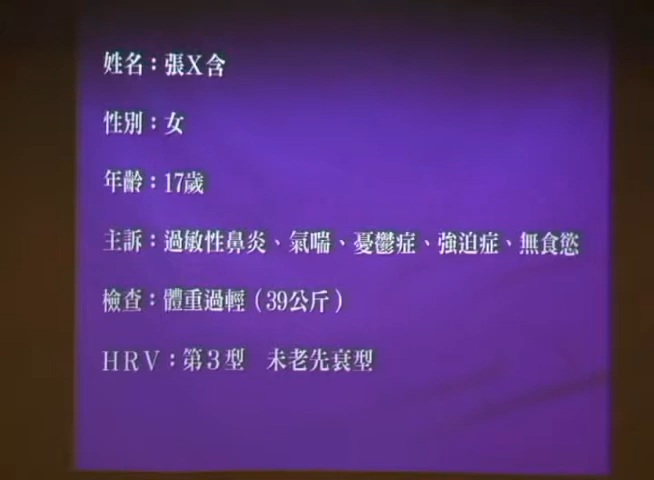 姓名：張X含
性別：女
年齡：17歲
主訴：過敏性鼻炎、氣喘、憂鬱症、強迫症、無食慾
檢查：體重過輕（39公斤）
HRV：第3型　未老先衰型